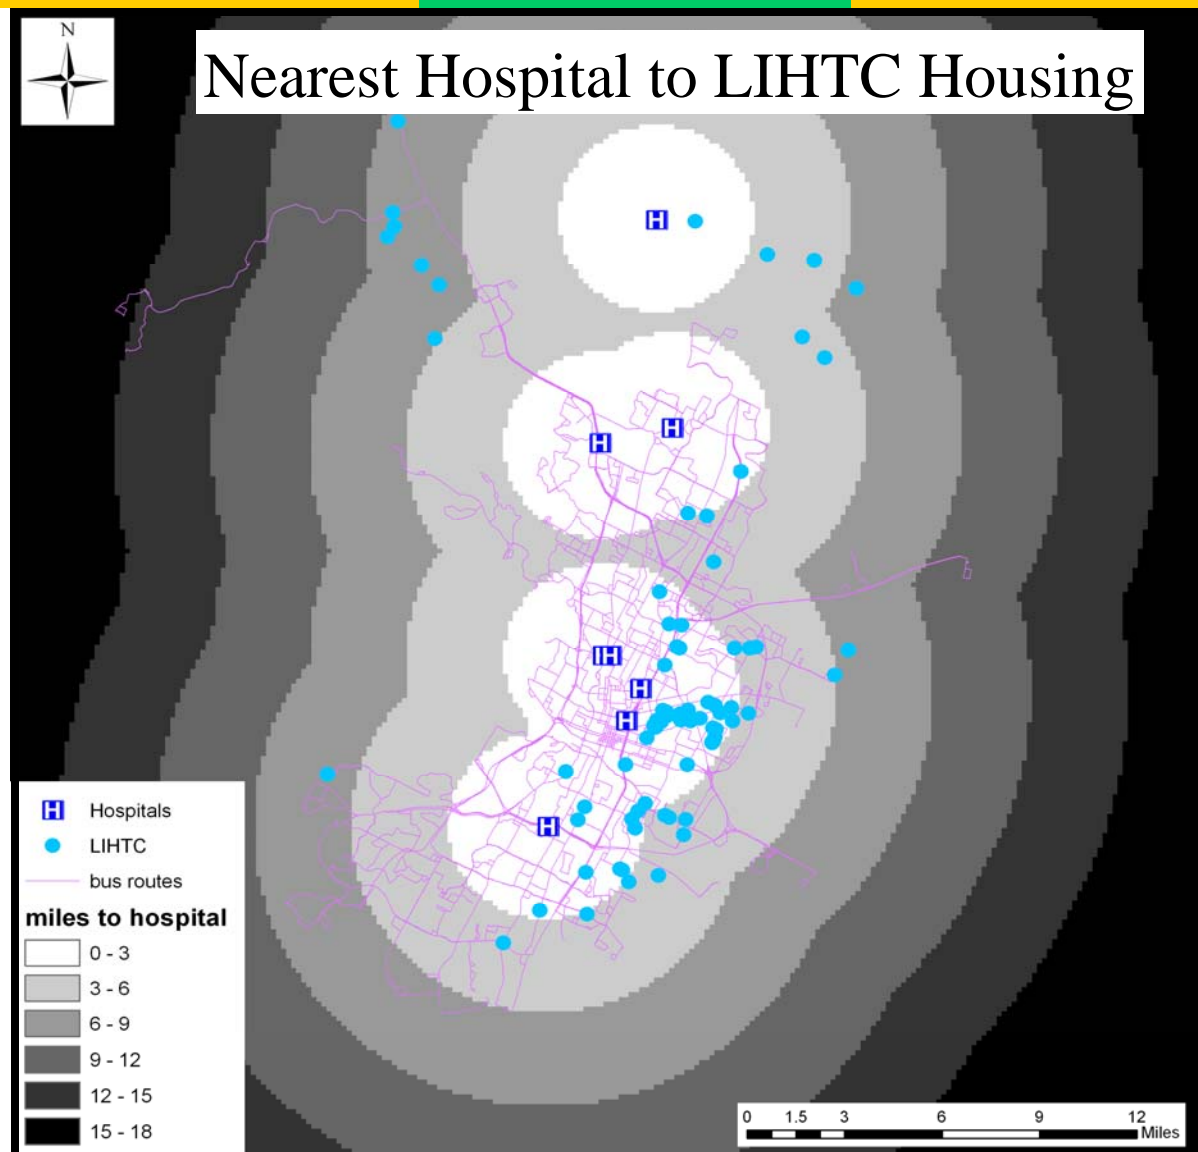 N
Nearest Hospital to LIHTC Housing
H
H
H
IH
H
H
H
H Hospitals
LIHTC
bus routes
miles to hospital
0 - 3
3 - 6
6 - 9
9 - 12
12 - 15
15 - 18
0 1.5 3 6 9 12
Miles